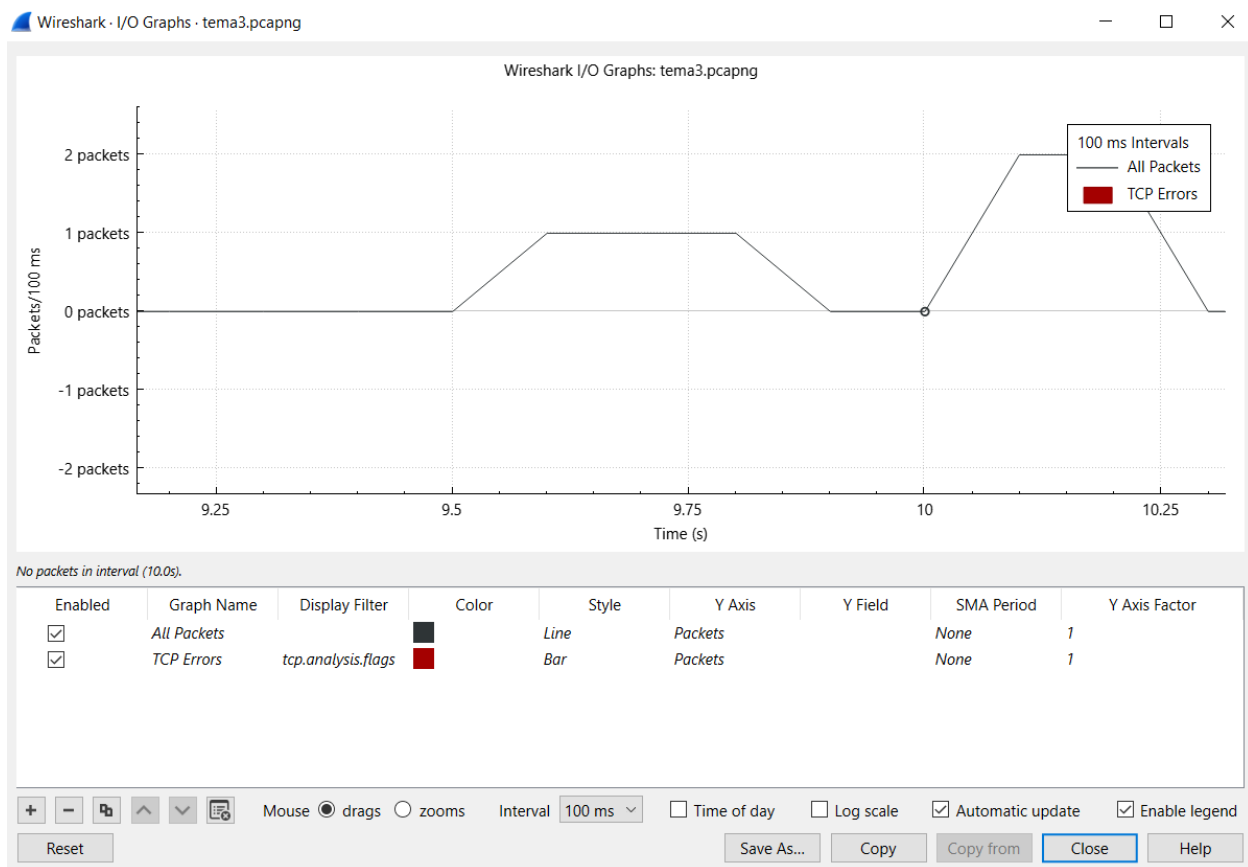 Wireshark · I/O Graphs · tema3.pcapng
Wireshark I/O Graphs: tema3.pcapng
100 ms Intervals
All Packets
TCP Errors
2 packets
1 packets
0 packets
-1 packets
-2 packets
Packets/100 ms
9.25 9.5 9.75 10 10.25
Time (s)
No packets in interval (10.0s).
Enabled Graph Name Display Filter Color Style Y Axis Y Field SMA Period Y Axis Factor
All Packets Line Packets None 1
TCP Errors tcp.analysis.flags Bar Packets None 1
+ − Mouse drags zooms Interval 100 ms Time of day Log scale Automatic update Enable legend
Reset Save As... Copy Copy from Close Help